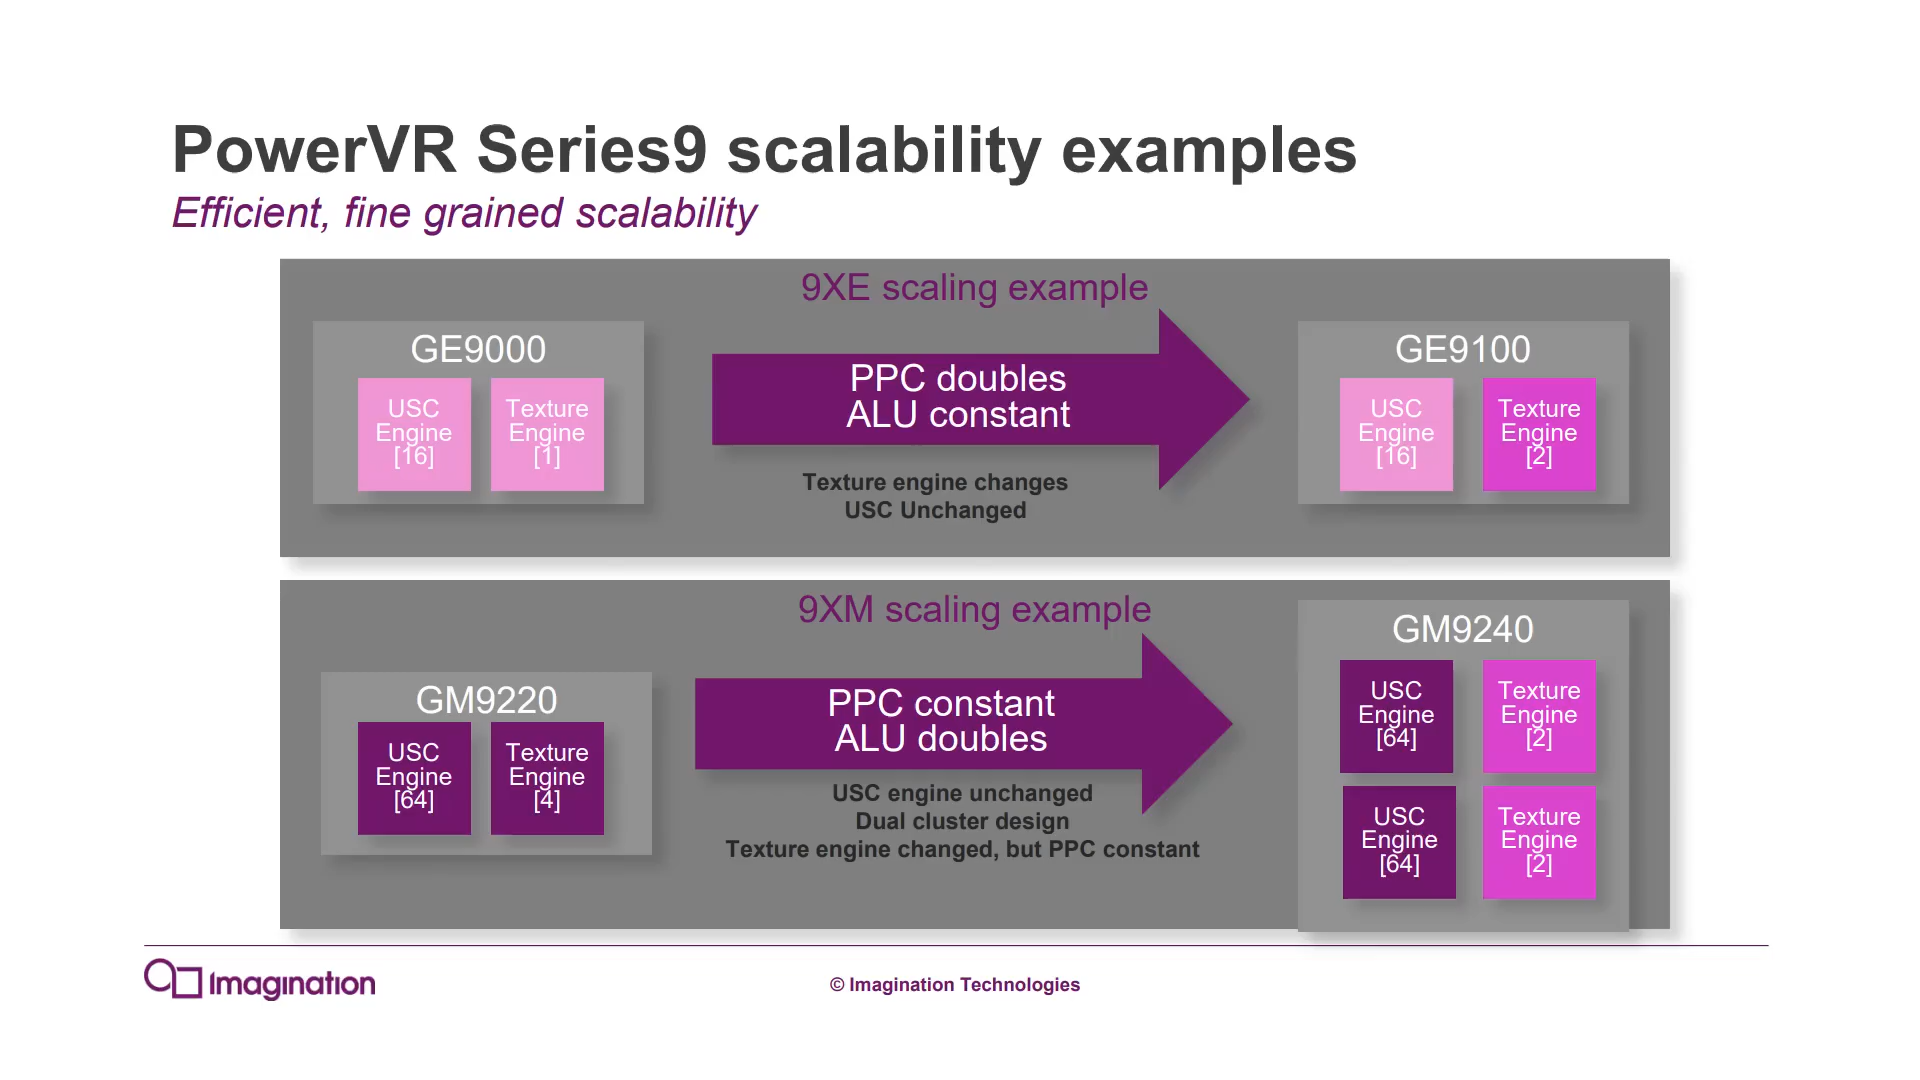 PowerVR Series9 scalability examples
Efficient, fine grained scalability
9XE scaling example
GE9000
USC
Engine
[16]
Texture
Engine
[1]
PPC doubles
ALU constant
Texture engine changes
USC Unchanged
GE9100
USC
Engine
[16]
Texture
Engine
[2]
9XM scaling example
GM9220
USC
Engine
[64]
Texture
Engine
[4]
PPC constant
ALU doubles
USC engine unchanged
Dual cluster design
Texture engine changed, but PPC constant
GM9240
USC
Engine
[64]
Texture
Engine
[2]
USC
Engine
[64]
Texture
Engine
[2]
Imagination
© Imagination Technologies